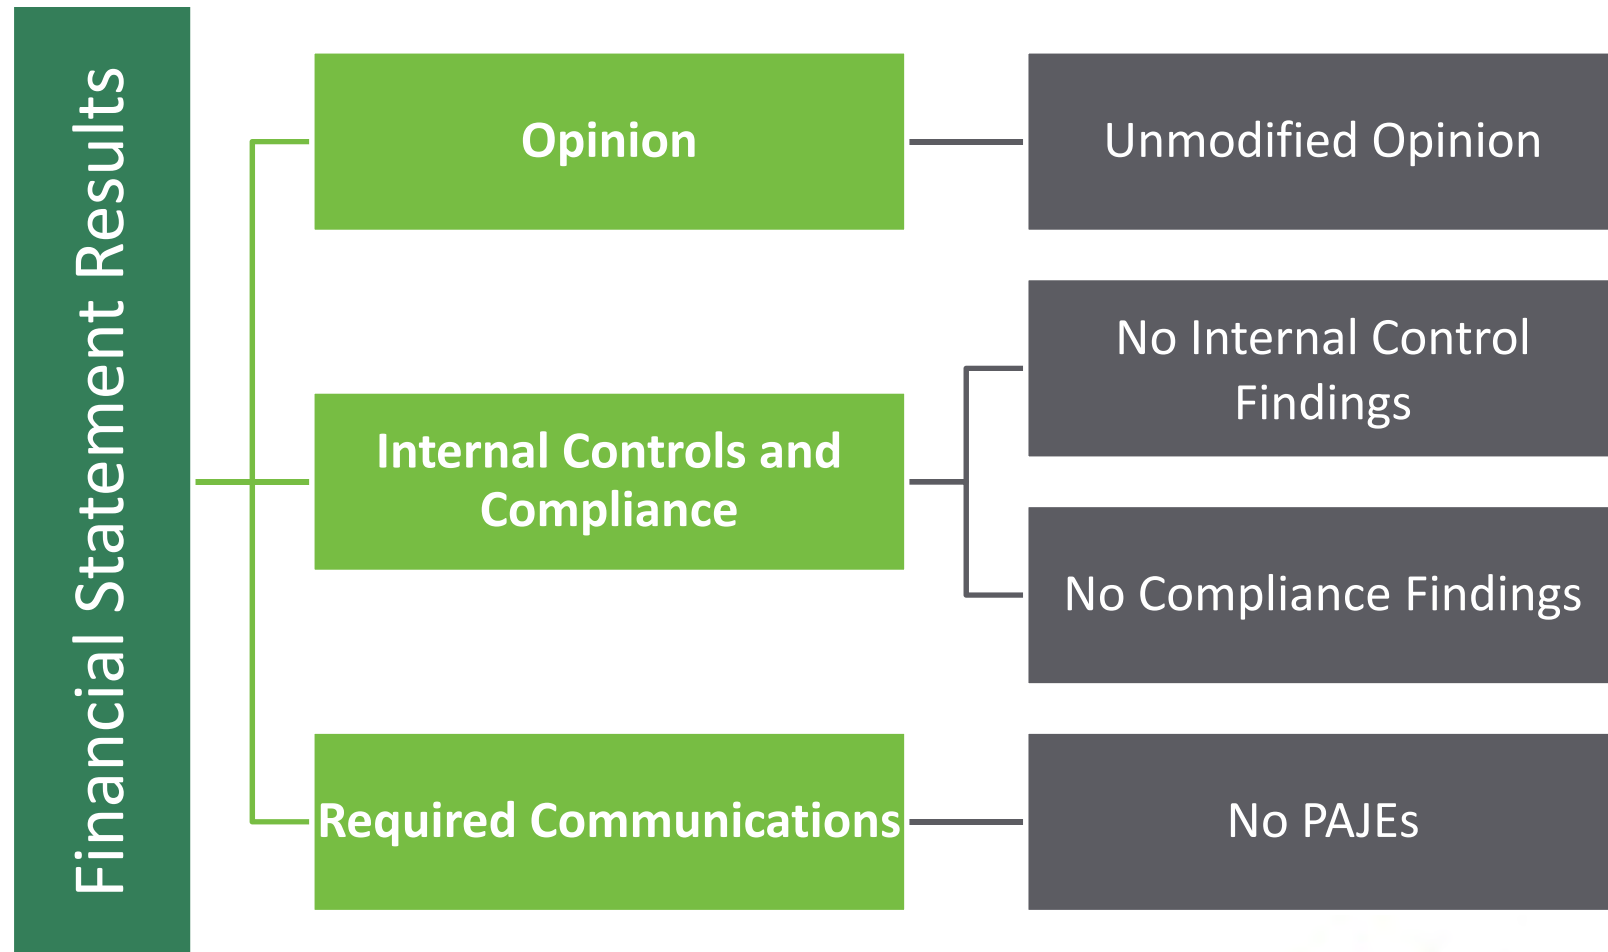 Financial Statement Results
Opinion
Unmodified Opinion
Internal Controls and
Compliance
No Internal Control
Findings
No Compliance Findings
Required Communications
No PAJEs